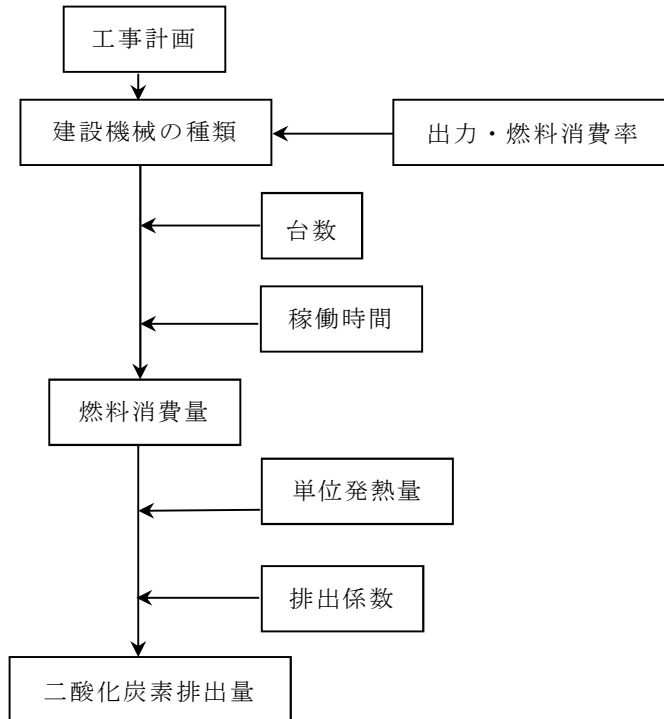 工事計画
建設機械の種類
出力・燃料消費率
台数
稼働時間
燃料消費量
単位発熱量
排出係数
二酸化炭素排出量